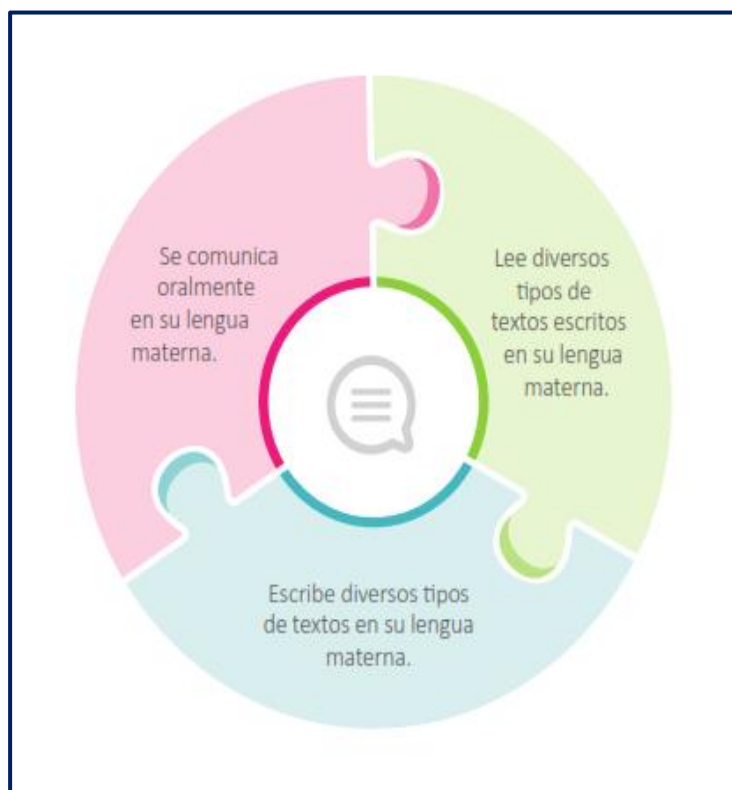 Se comunica
oralmente
en su lengua
materna.
Lee diversos
tipos de
textos escritos
en su lengua
materna.
Escribe diversos tipos
de textos en su lengua
materna.